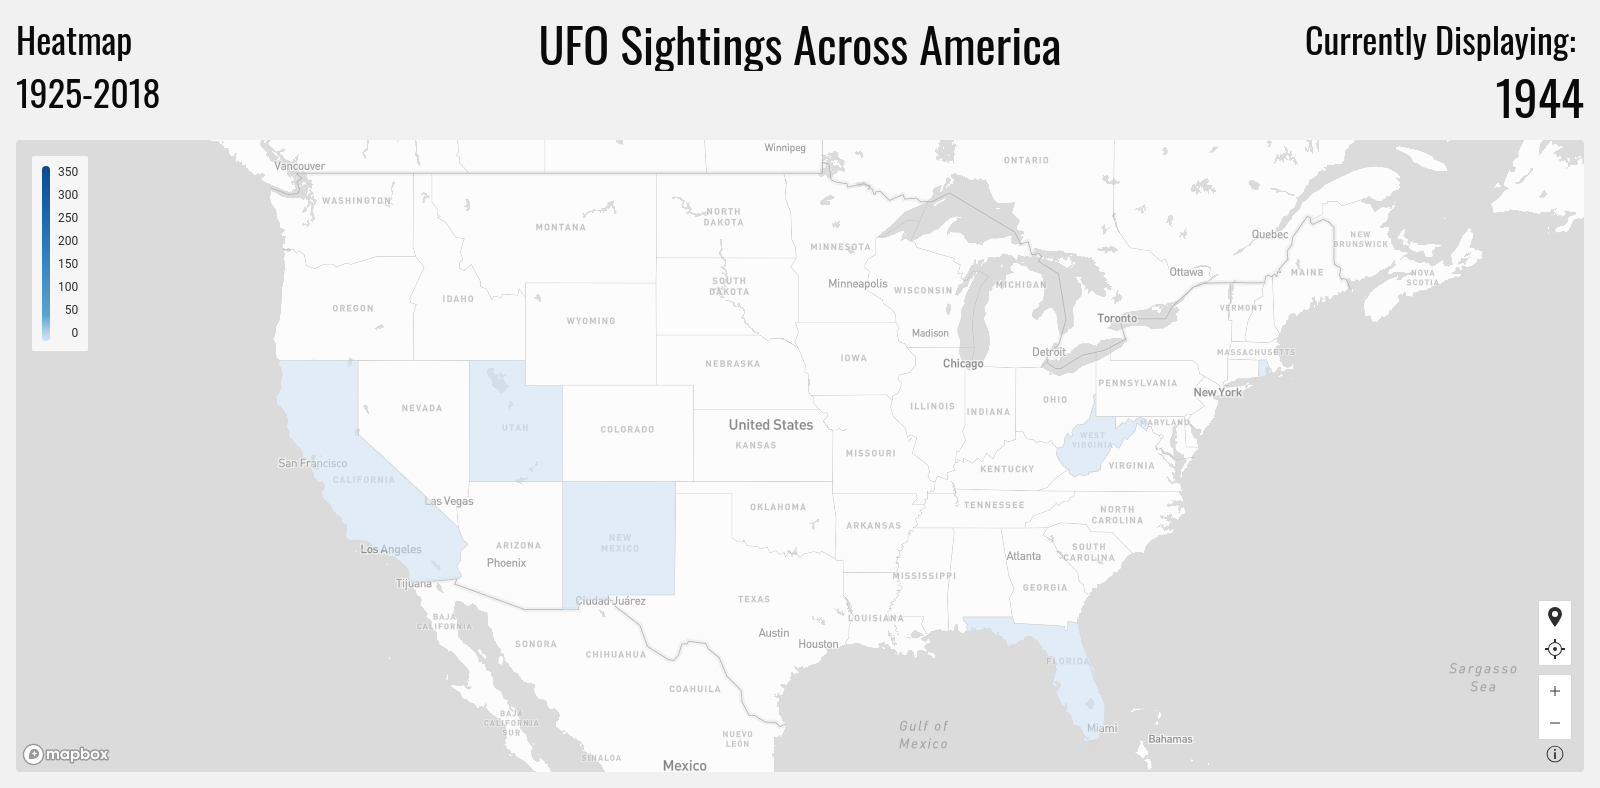 Heatmap
1925-2018
UFO Sightings Across America
Currently Displaying:
1944
350
300
250
200
150
100
50
0
Vancouver
Winnipeg
ONTARIO
WASHINGTON
MONTANA
NORTH
DAKOTA
MINNESOTA
Quebec
NEW
BRUNSWICK
Ottawa
MAINE
NOVA
SCOTIA
OREGON
IDAHO
SOUTH
DAKOTA
Minneapolis
WISCONSIN
MICHIGAN
VERMONT
WYOMING
Toronto
Madison
Detroit
MASSACHUSETTS
NEBRASKA
IOWA
Chicago
PENNSYLVANIA
New York
NEVADA
UTAH
COLORADO
United States
KANSAS
ILLINOIS
INDIANA
OHIO
MARYLAND
WEST
VIRGINIA
San Francisco
CALIFORNIA
MISSOURI
KENTUCKY
VIRGINIA
Las Vegas
OKLAHOMA
TENNESSEE
NORTH
CAROLINA
ARKANSAS
Los Angeles
ARIZONA
Phoenix
NEW
MEXICO
Atlanta
SOUTH
CAROLINA
Tijuana
MISSISSIPPI
GEORGIA
Ciudad Juárez
TEXAS
BAJA
CALIFORNIA
LOUISIANA
Austin
Houston
SONORA
CHIHUAHUA
FLORIDA
Sargasso
Sea
COAHUILA
BAJA
CALIFORNIA
SUR
Gulf of
Mexico
Miami
Bahamas
NUEVO
LEÓN
SINALOA
Mexico
mapbox
+
−